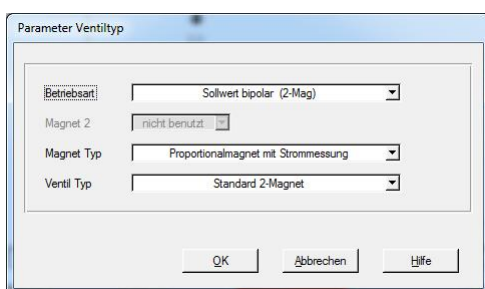 Parameter Ventiltyp
Betriebsart Sollwert bipolar (2-Mag)
Magnet 2 nicht benutzt
Magnet Typ Proportionalmagnet mit Strommessung
Ventil Typ Standard 2-Magnet
OK Abbrechen Hilfe